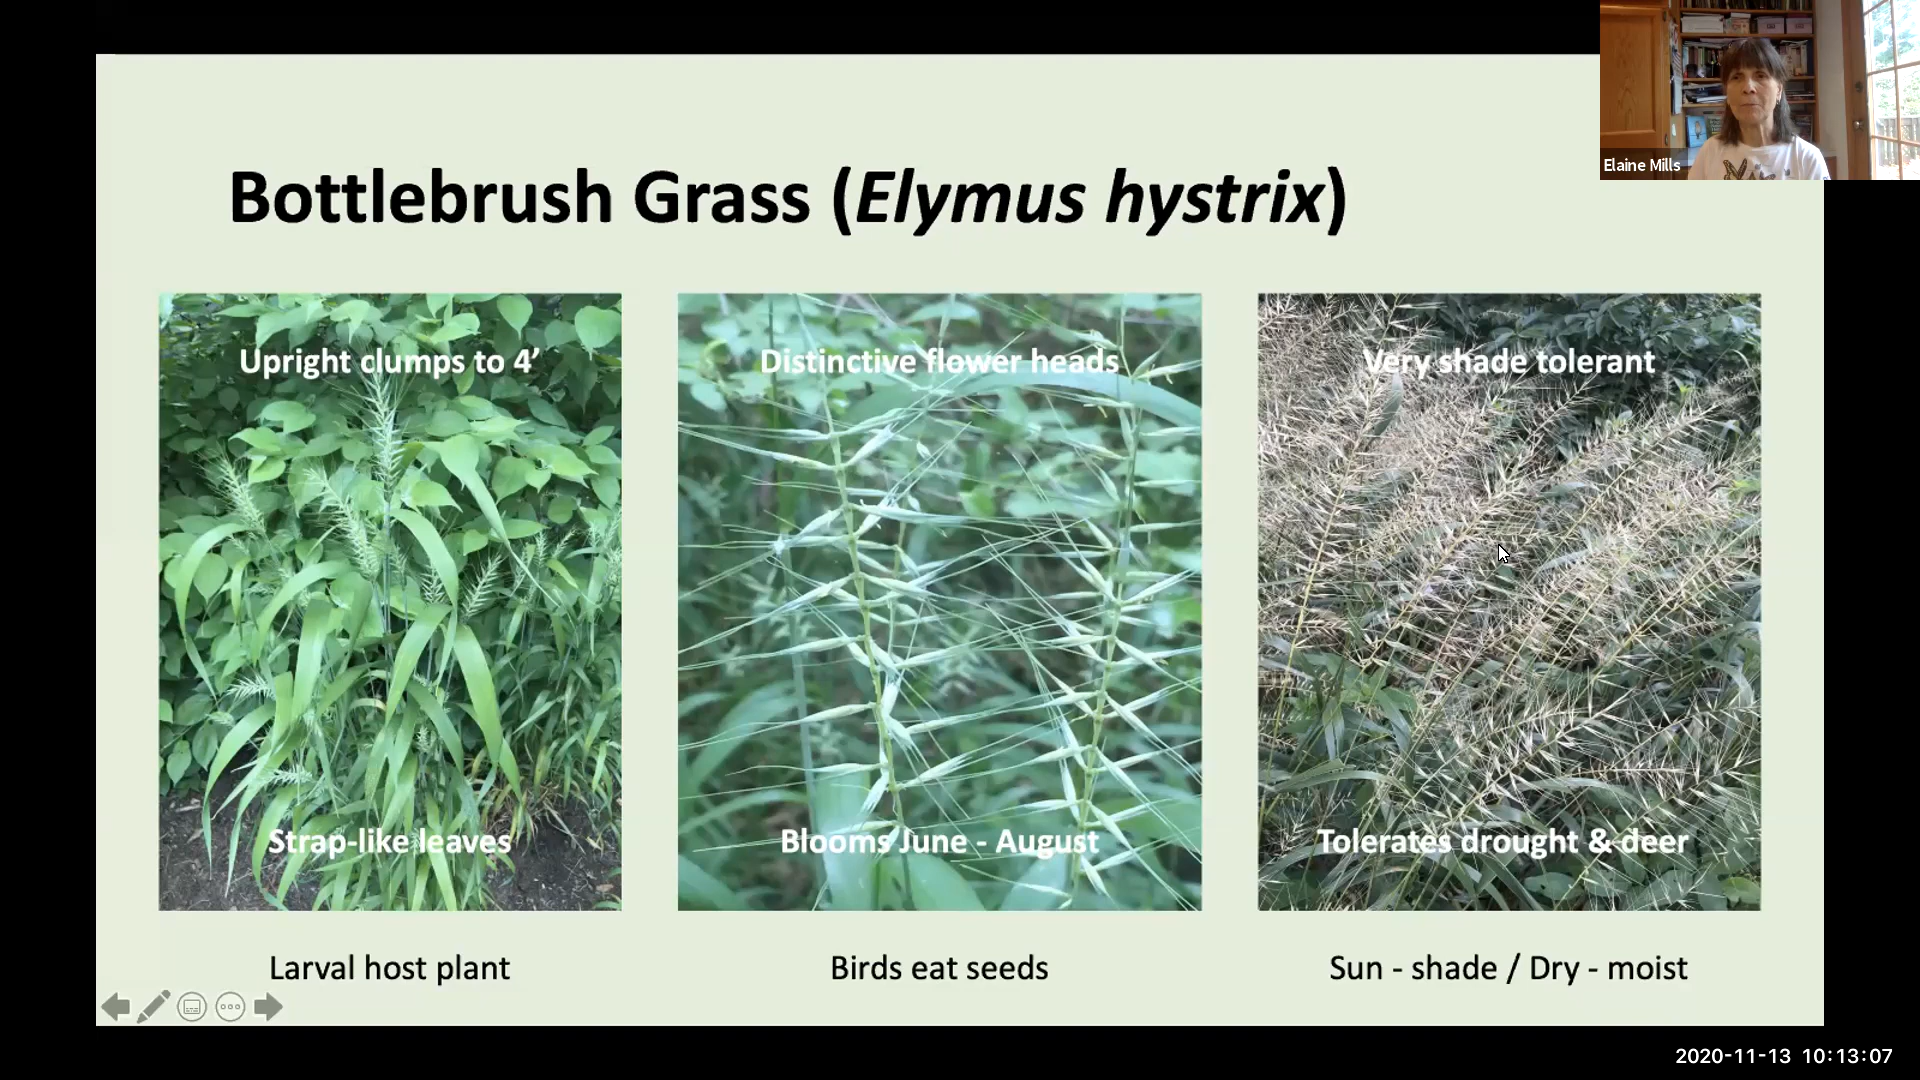 Elaine Mills
Bottlebrush Grass (Elymus hystrix)
Upright clumps to 4’
Strap-like leaves
Larval host plant
Distinctive flower heads
Blooms June - August
Birds eat seeds
Very shade tolerant
Tolerates drought & deer
Sun - shade / Dry - moist
2020-11-13 10:13:07